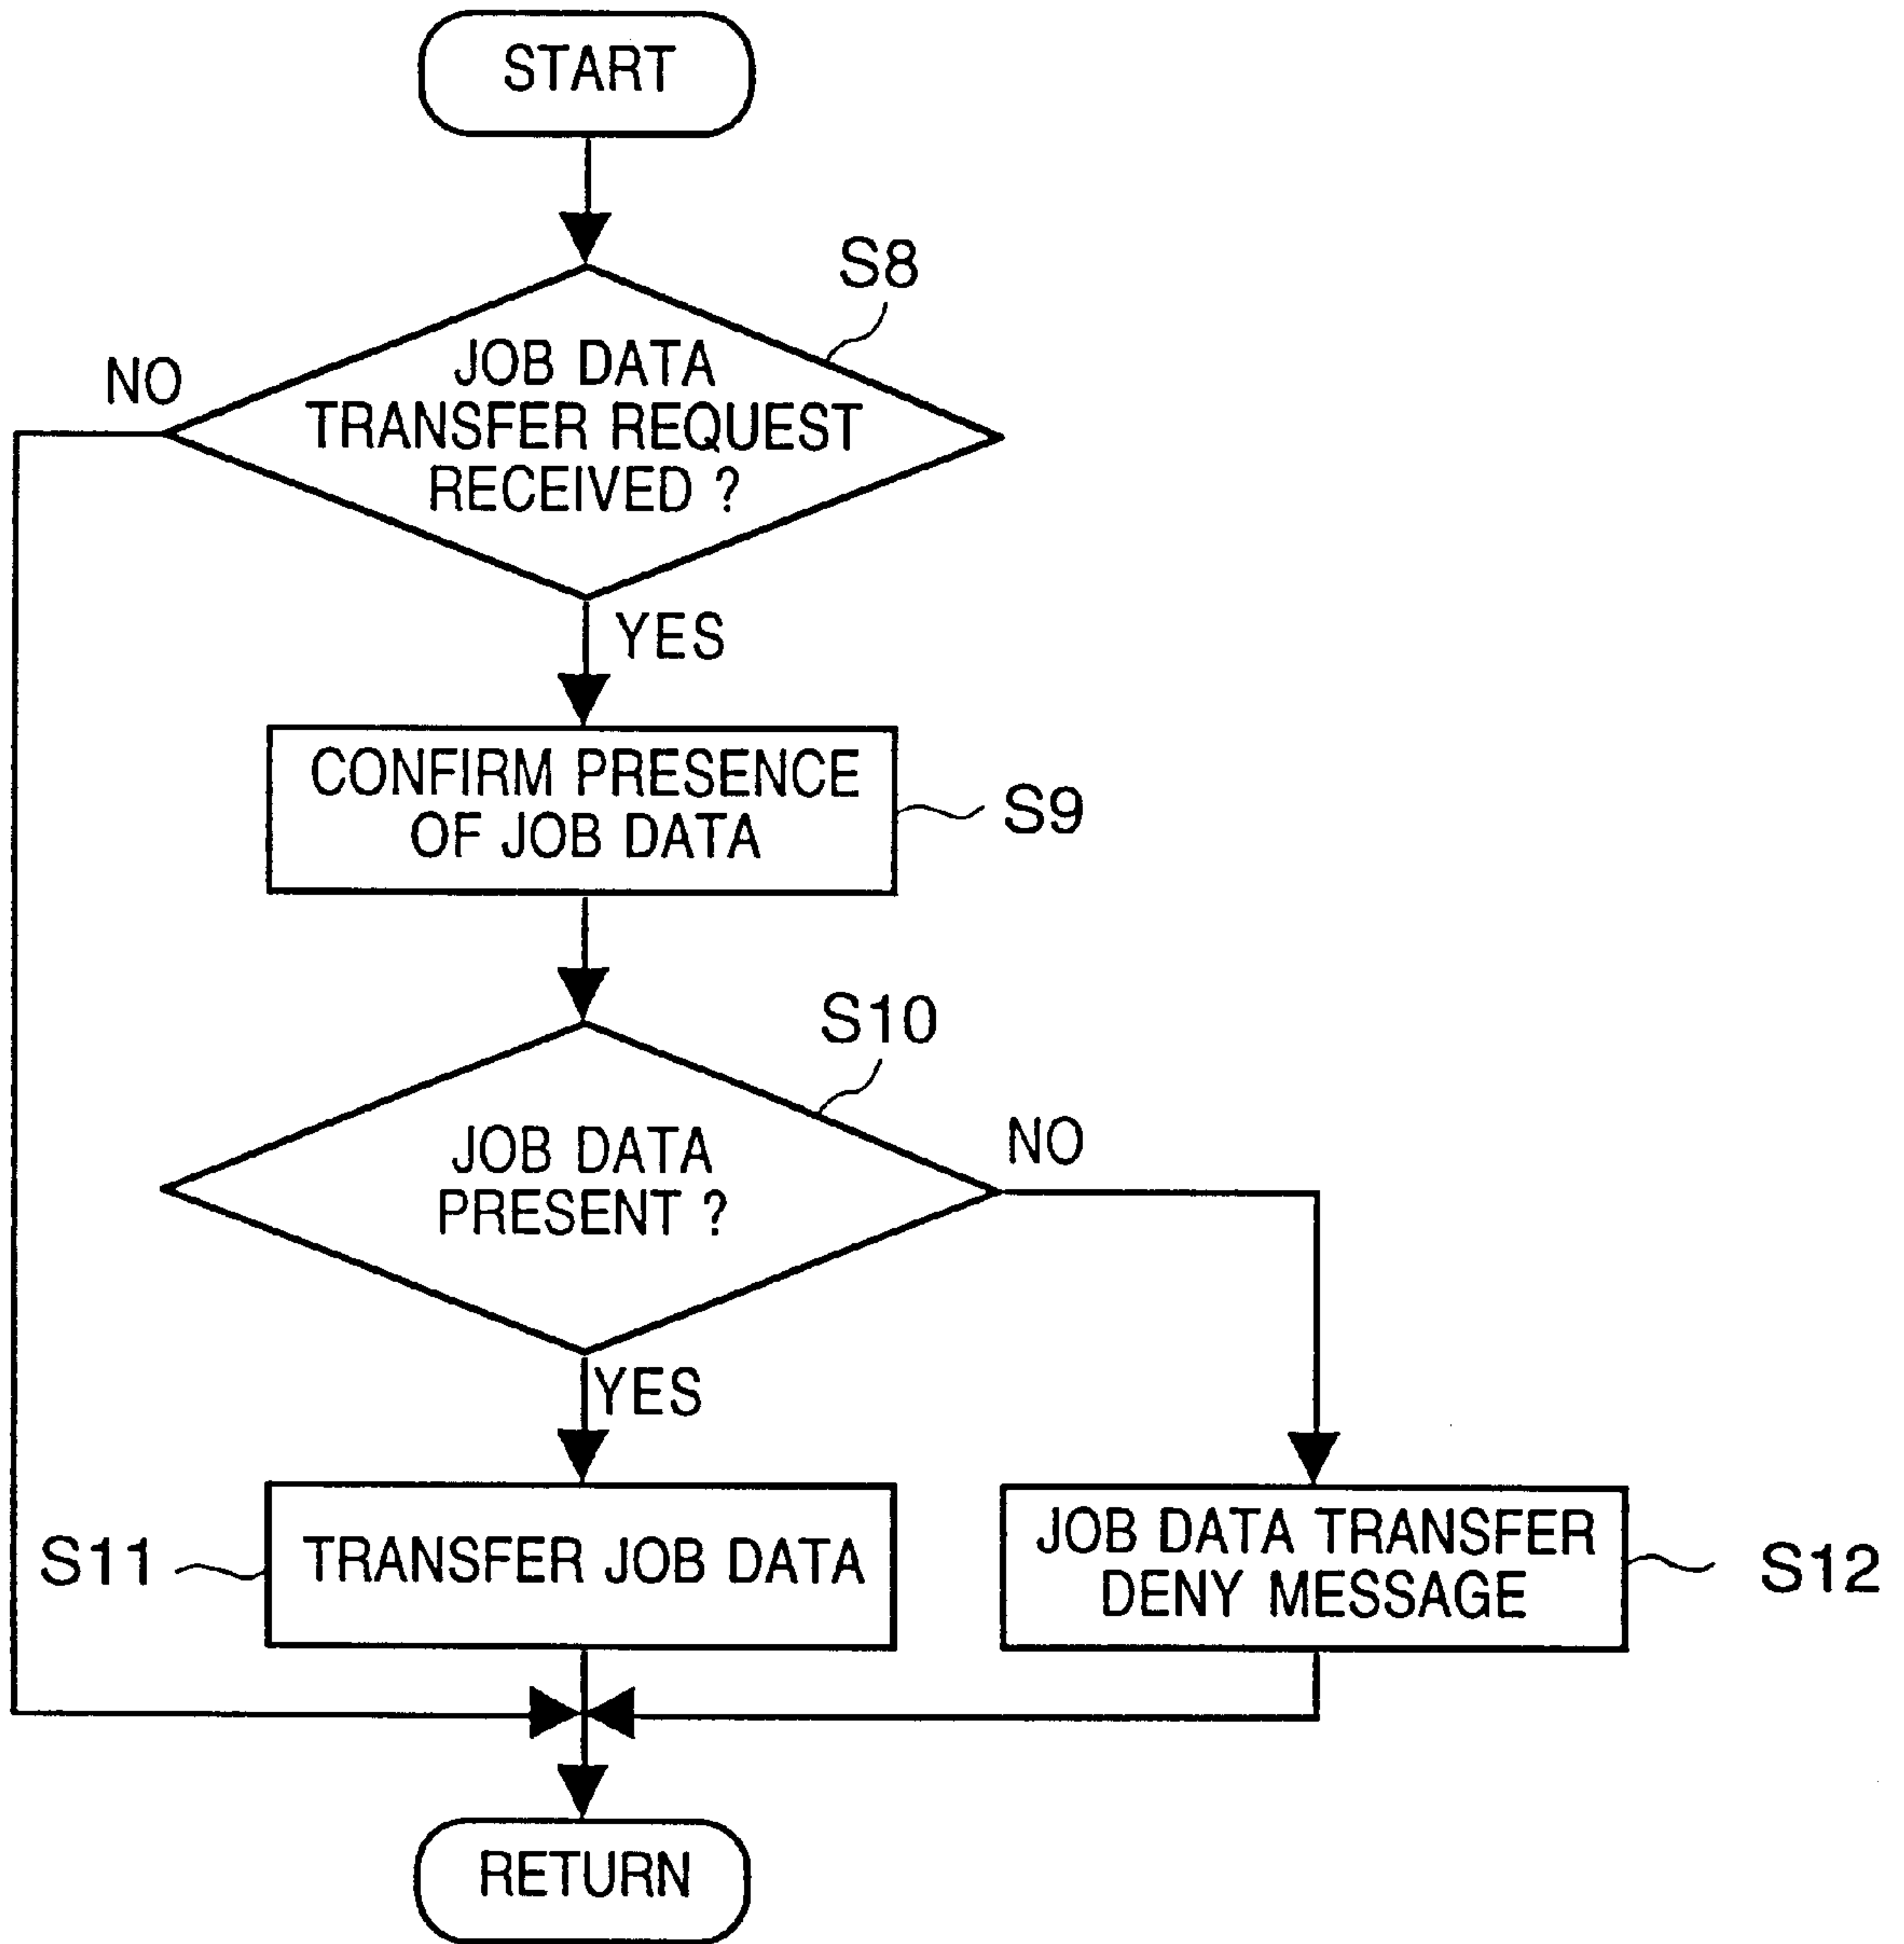 START
S8
NO
JOB DATA
TRANSFER REQUEST
RECEIVED ?
YES
CONFIRM PRESENCE
OF JOB DATA
S9
S10
JOB DATA
PRESENT ?
NO
YES
S11
TRANSFER JOB DATA
JOB DATA TRANSFER
DENY MESSAGE
S12
RETURN